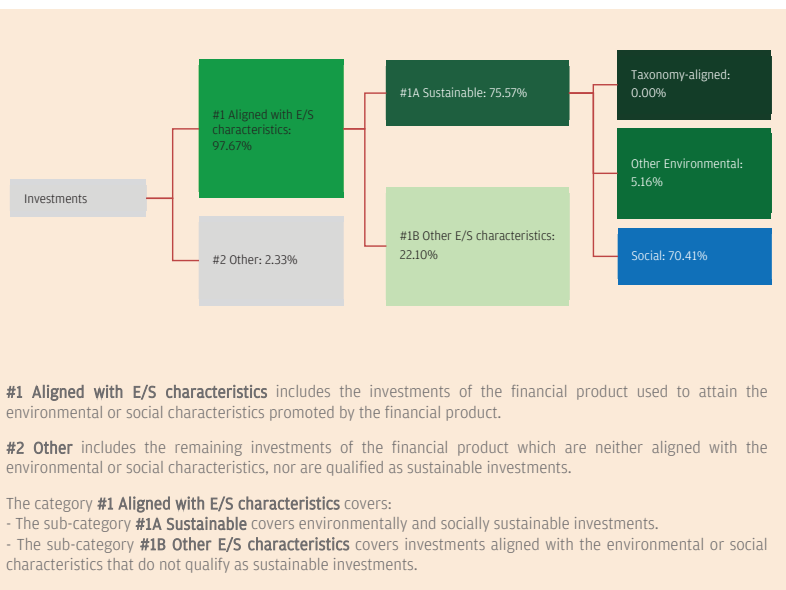 Investments
#1 Aligned with E/S
characteristics:
97.67%
#2 Other: 2.33%
#1A Sustainable: 75.57%
#1B Other E/S characteristics:
22.10%
Taxonomy-aligned:
0.00%
Other Environmental:
5.16%
Social: 70.41%
#1 Aligned with E/S characteristics includes the investments of the financial product used to attain the
environmental or social characteristics promoted by the financial product.
#2 Other includes the remaining investments of the financial product which are neither aligned with the
environmental or social characteristics, nor are qualified as sustainable investments.
The category #1 Aligned with E/S characteristics covers:
- The sub-category #1A Sustainable covers environmentally and socially sustainable investments.
- The sub-category #1B Other E/S characteristics covers investments aligned with the environmental or social
characteristics that do not qualify as sustainable investments.